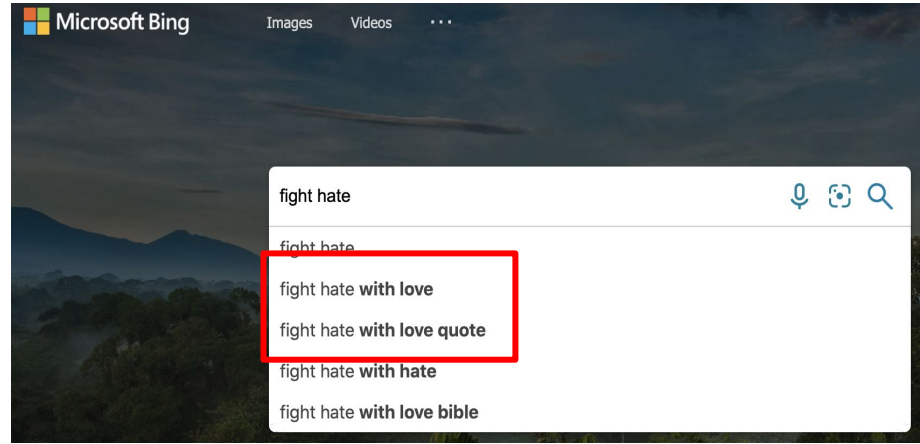 Microsoft Bing Images Videos ...
fight hate
fight hate
fight hate with love
fight hate with love quote
fight hate with hate
fight hate with love bible